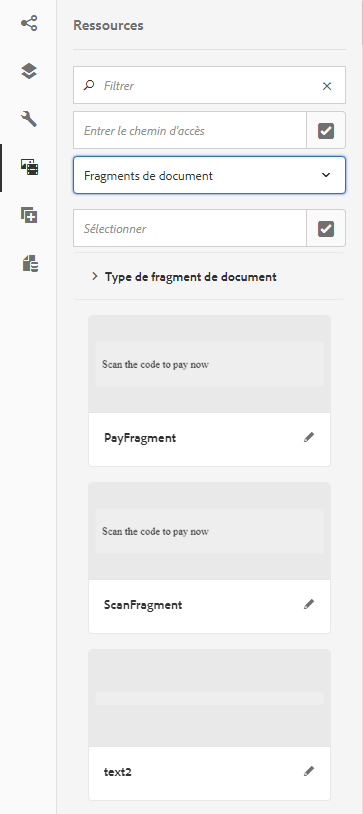 Ressources
Filtrer
Entrer le chemin d'accès
Fragments de document
Sélectionner
Type de fragment de document
Scan the code to pay now
PayFragment
Scan the code to pay now
ScanFragment
text2